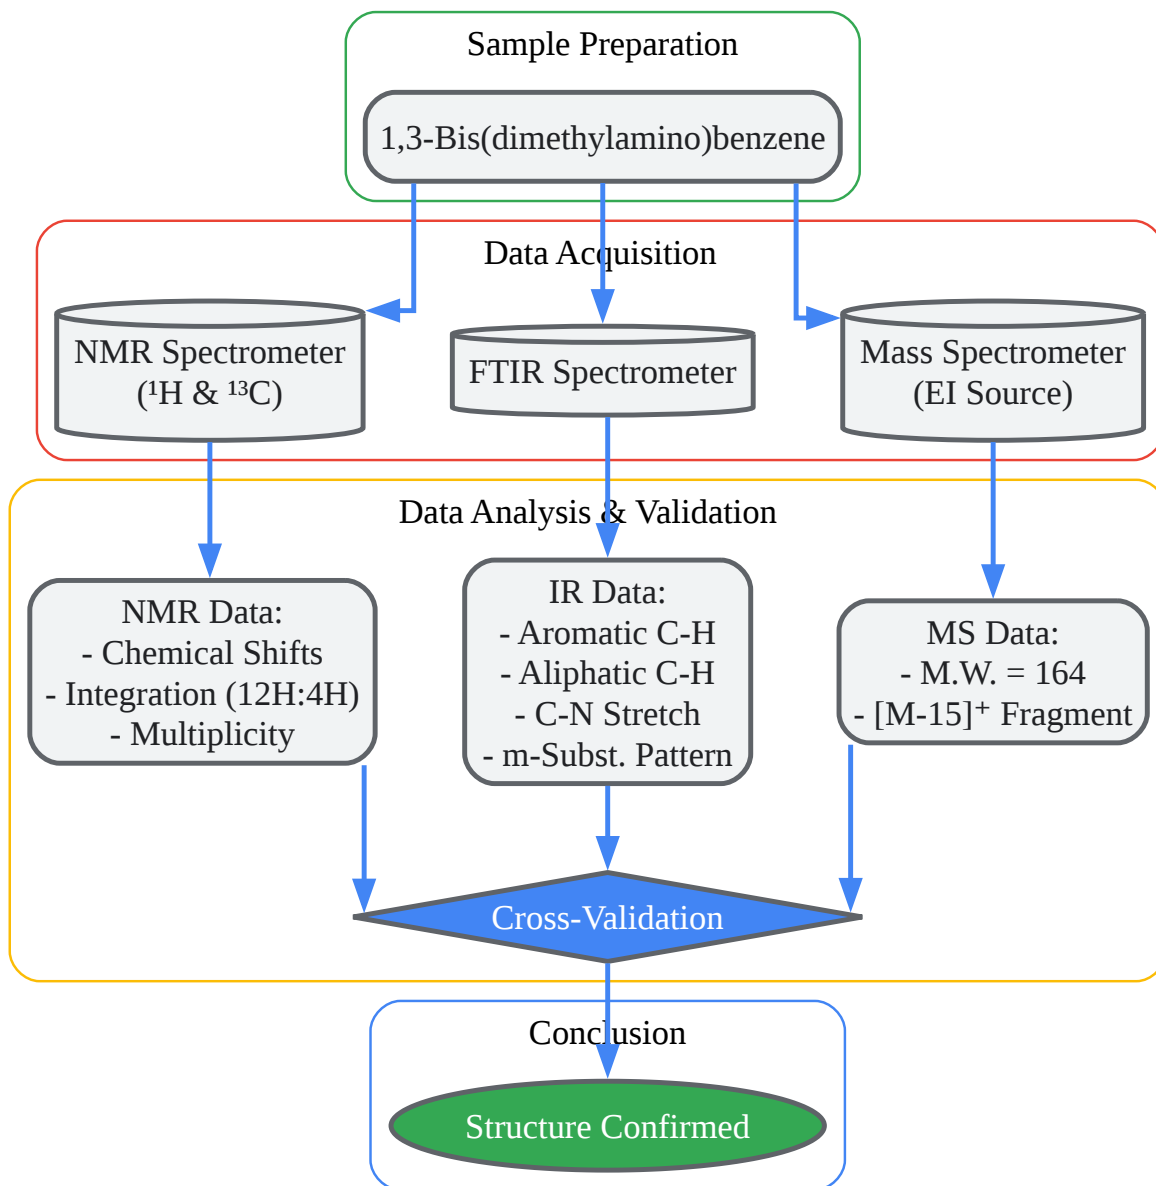 Sample Preparation
1,3-Bis(dimethylamino)benzene
Data Acquisition
NMR Spectrometer
(¹H & ¹³C)
FTIR Spectrometer
Mass Spectrometer
(EI Source)
Data Analysis & Validation
NMR Data:
- Chemical Shifts
- Integration (12H:4H)
- Multiplicity
IR Data:
- Aromatic C-H
- Aliphatic C-H
- C-N Stretch
- m-Subst. Pattern
MS Data:
- M.W. = 164
- [M-15]⁺ Fragment
Cross-Validation
Conclusion
Structure Confirmed